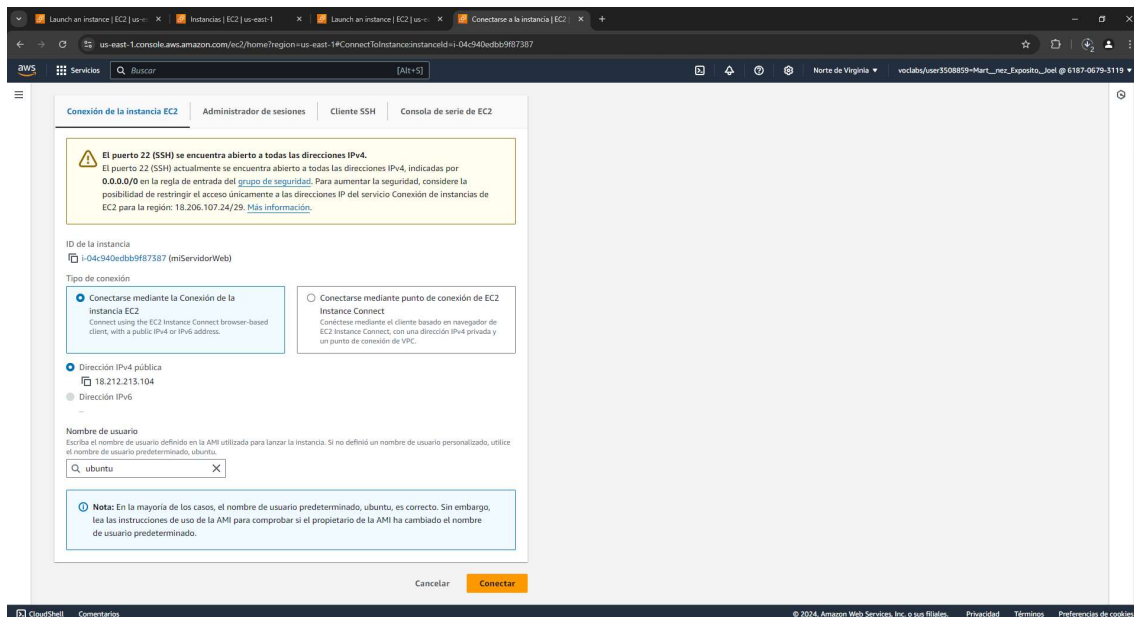 Launch an instance | EC2 | us-e
Instancias | EC2 | us-east-1
Launch an instance | EC2 | us-e
Conectarse a la instancia | EC2 |
us-east-1.console.aws.amazon.com/ec2/home?region=us-east-1#ConnectToInstance:instanceId=i-04c940edbb9f87387
aws
Servicios
Buscar
[Alt+S]
Norte de Virginia
voclabs/user3508859=Mart__nez_Exposito,_Joel @ 6187-0679-3119
Conexión de la instancia EC2
Administrador de sesiones
Cliente SSH
Consola de serie de EC2
El puerto 22 (SSH) se encuentra abierto a todas las direcciones IPv4.
El puerto 22 (SSH) actualmente se encuentra abierto a todas las direcciones IPv4, indicadas por
0.0.0.0/0 en la regla de entrada del grupo de seguridad. Para aumentar la seguridad, considere la
posibilidad de restringir el acceso únicamente a las direcciones IP del servicio Conexión de instancias de
EC2 para la región: 18.206.107.24/29. Más información.
ID de la instancia
i-04c940edbb9f87387 (miServidorWeb)
Tipo de conexión
Conectarse mediante la Conexión de la
instancia EC2
Connect using the EC2 Instance Connect browser-based
client, with a public IPv4 or IPv6 address.
Conectarse mediante punto de conexión de EC2
Instance Connect
Conéctese mediante el cliente basado en navegador de
EC2 Instance Connect, con una dirección IPv4 privada y
un punto de conexión de VPC.
Dirección IPv4 pública
18.212.213.104
Dirección IPv6
–
Nombre de usuario
Escriba el nombre de usuario definido en la AMI utilizada para lanzar la instancia. Si no definió un nombre de usuario personalizado, utilice
el nombre de usuario predeterminado, ubuntu.
ubuntu
Nota: En la mayoría de los casos, el nombre de usuario predeterminado, ubuntu, es correcto. Sin embargo,
lea las instrucciones de uso de la AMI para comprobar si el propietario de la AMI ha cambiado el nombre
de usuario predeterminado.
Cancelar
Conectar
CloudShell
Comentarios
© 2024, Amazon Web Services, Inc. o sus filiales.
Privacidad
Términos
Preferencias de cookies